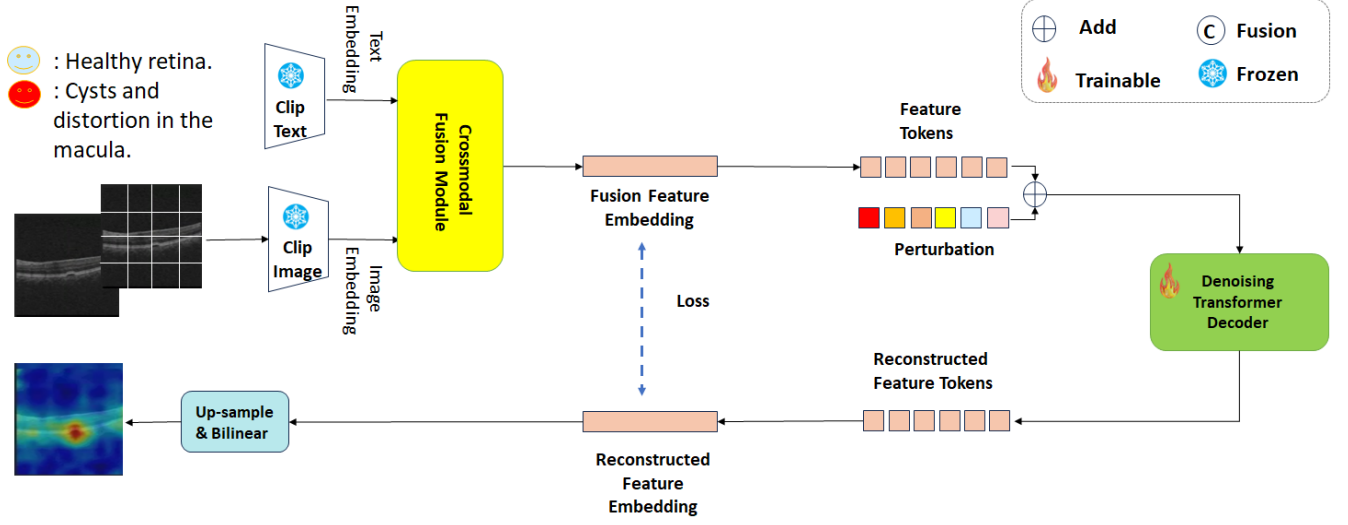 : Healthy retina.
: Cysts and
distortion in the
macula.
Clip
Text
Text
Embedding
Clip
Image
Image
Embedding
Crossmodal
Fusion Module
Fusion Feature
Embedding
Feature
Tokens
Perturbation
Add
C
Fusion
Trainable
Frozen
Denoising
Transformer
Decoder
Loss
Reconstructed
Feature Tokens
Reconstructed
Feature
Embedding
Up-sample
& Bilinear